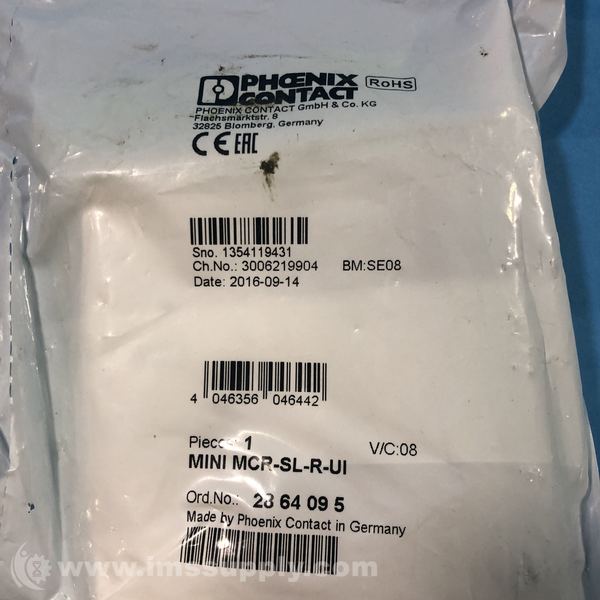 PHŒNIX
CONTACT
RoHS
PHOENIX CONTACT GmbH & Co. KG
Flachsmarktstr. 8
32825 Blomberg, Germany
CE EAC
Sno. 1354119431
Ch.No.: 3006219904 BM:SE08
Date: 2016-09-14
4 046356 046442
Pieces: 1 V/C:08
MINI MCR-SL-R-UI
Ord.No.: 28 64 09 5
Made by Phoenix Contact in Germany
www.imssupply.com